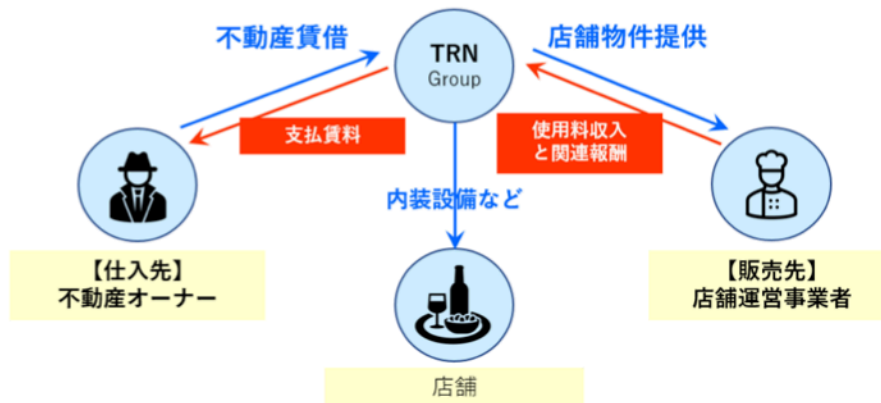 不動産賃借
TRN
Group
店舗物件提供
支払賃料
使用料収入
と関連報酬
内装設備など
【仕入先】
不動産オーナー
【販売先】
店舗運営事業者
店舗